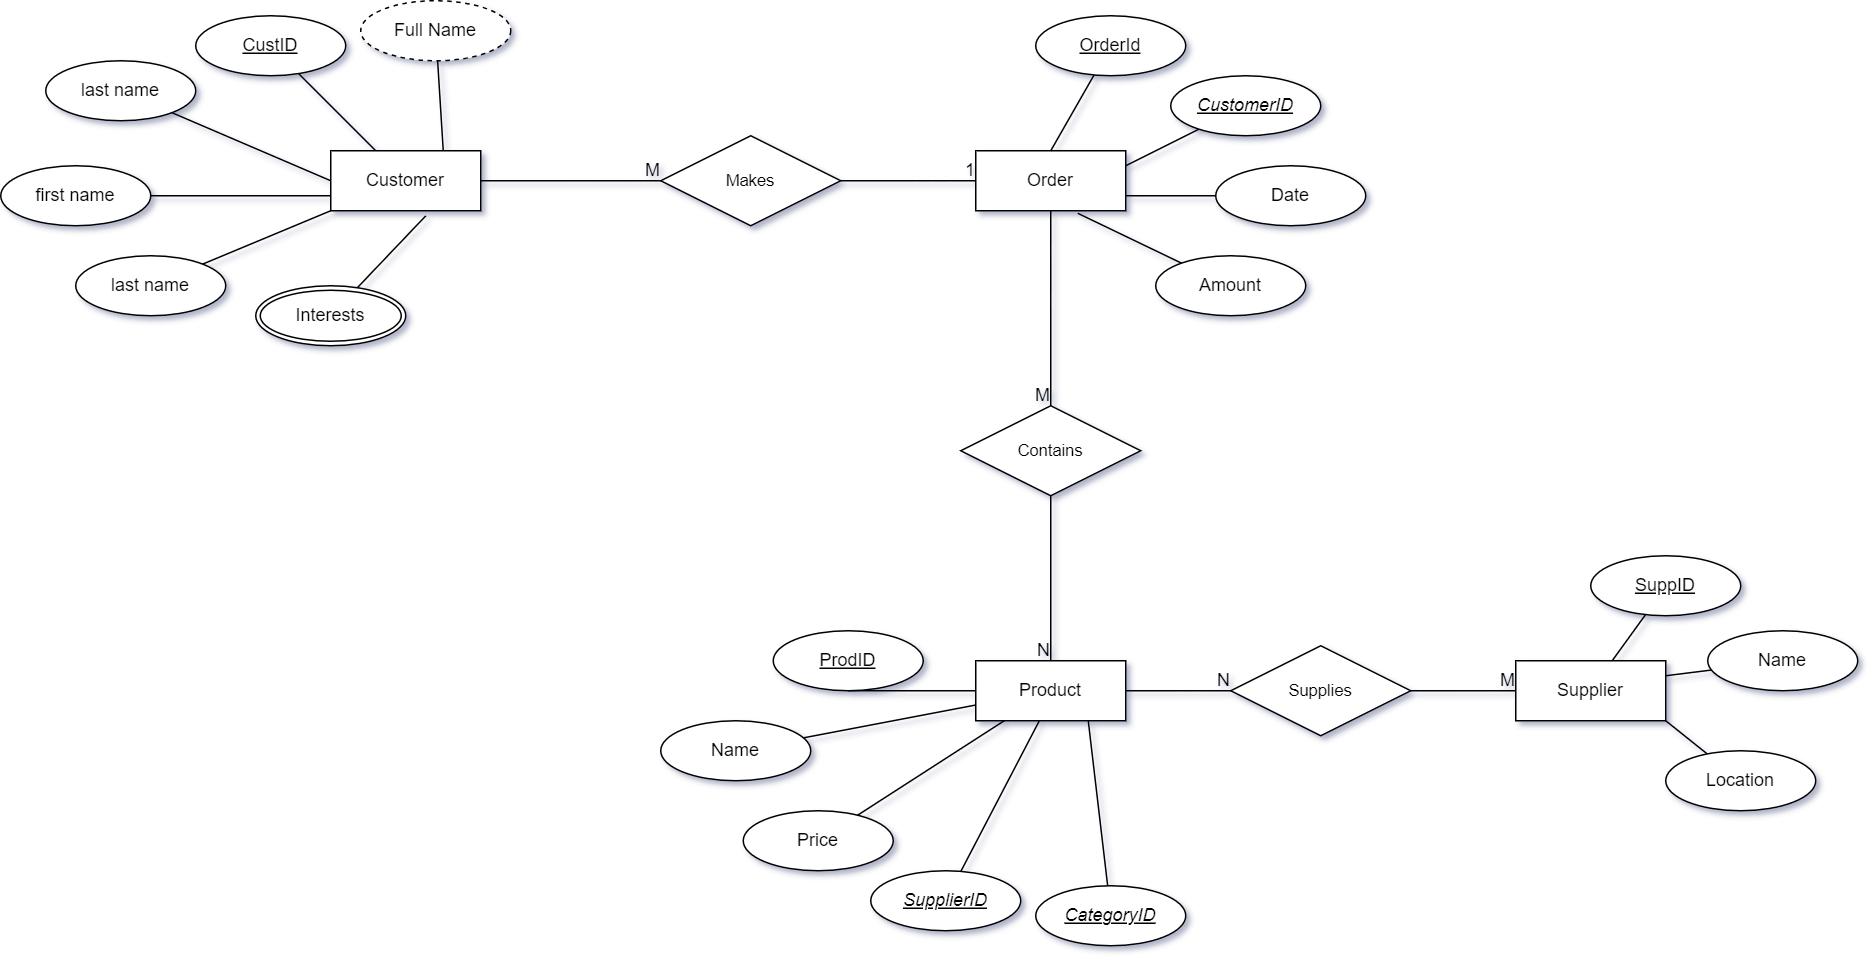 Full Name
CustID
OrderId
last name
CustomerID
M
1
Customer
Makes
Order
first name
Date
last name
Amount
Interests
M
Contains
SuppID
N
ProdID
Name
N
M
Product
Supplies
Supplier
Name
Location
Price
SupplierID
CategoryID